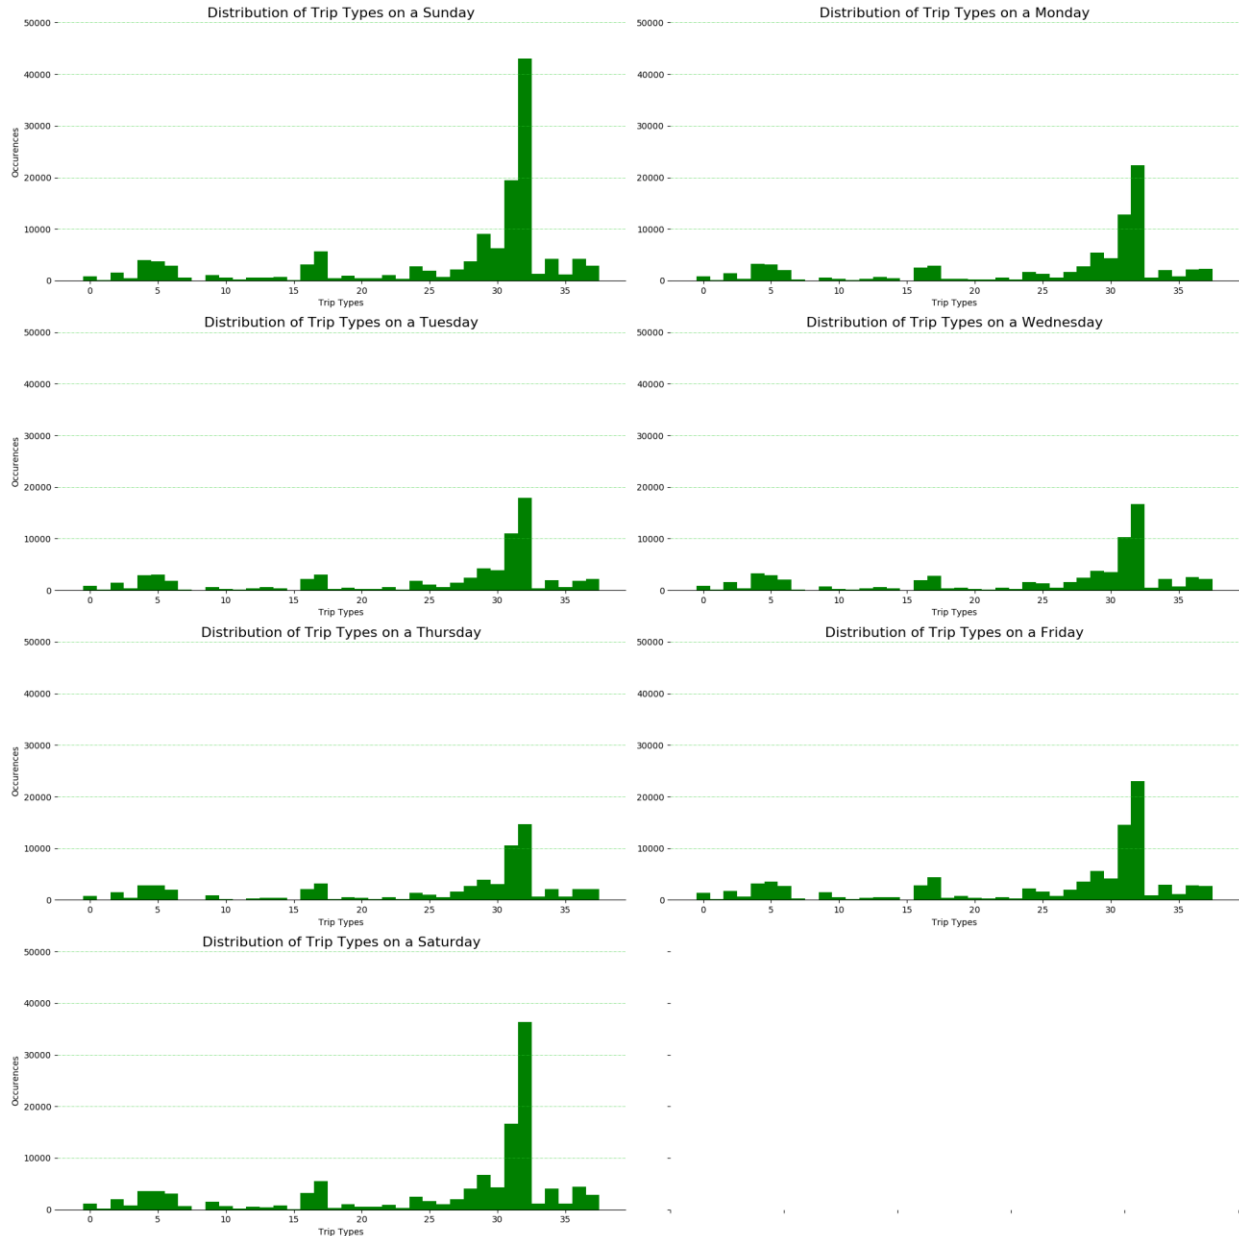 Distribution of Trip Types on a Sunday
50000
40000
30000
20000
10000
0
Occurences
0 5 10 15 20 25 30 35
Trip Types
Distribution of Trip Types on a Monday
50000
40000
30000
20000
10000
0
0 5 10 15 20 25 30 35
Trip Types
Distribution of Trip Types on a Tuesday
50000
40000
30000
20000
10000
0
Occurences
0 5 10 15 20 25 30 35
Trip Types
Distribution of Trip Types on a Wednesday
50000
40000
30000
20000
10000
0
0 5 10 15 20 25 30 35
Trip Types
Distribution of Trip Types on a Thursday
50000
40000
30000
20000
10000
0
Occurences
0 5 10 15 20 25 30 35
Trip Types
Distribution of Trip Types on a Friday
50000
40000
30000
20000
10000
0
0 5 10 15 20 25 30 35
Trip Types
Distribution of Trip Types on a Saturday
50000
40000
30000
20000
10000
0
Occurences
0 5 10 15 20 25 30 35
Trip Types